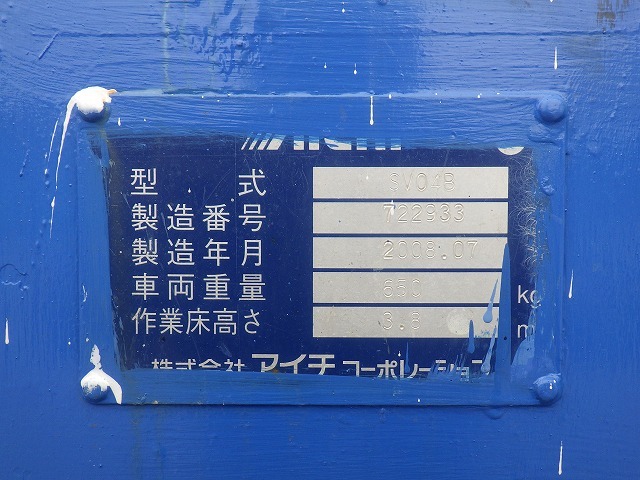 型式 SV04B
製造番号 722933
製造年月 2008.07
車両重量 650 kg
作業床高さ 3.8 m
株式会社 アイチ コーポレーション